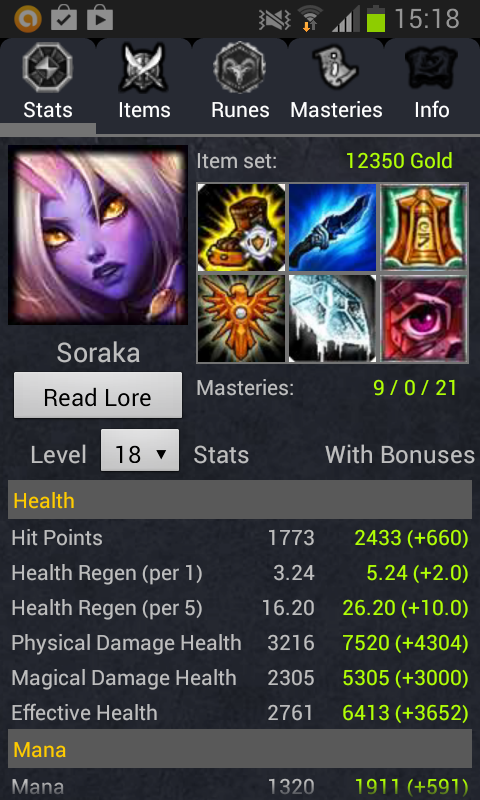 15:18
Stats Items Runes Masteries Info
Item set: 12350 Gold
Soraka
Read Lore
Masteries: 9 / 0 / 21
Level 18 Stats With Bonuses
Health
Hit Points 1773 2433 (+660)
Health Regen (per 1) 3.24 5.24 (+2.0)
Health Regen (per 5) 16.20 26.20 (+10.0)
Physical Damage Health 3216 7520 (+4304)
Magical Damage Health 2305 5305 (+3000)
Effective Health 2761 6413 (+3652)
Mana
Mana 1320 1911 (+591)